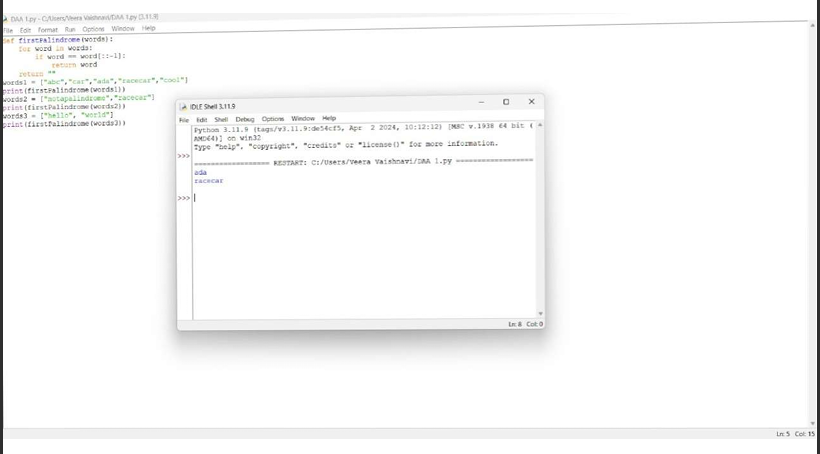 DAA 1.py - C:/Users/Veera Vaishnavi/DAA 1.py (3.11.9)
File Edit Format Run Options Window Help
def firstPalindrome(words):
    for word in words:
        if word == word[::-1]:
            return word
    return ""
words1 = ["abc","car","ada","racecar","cool"]
print(firstPalindrome(words1))
words2 = ["notapalindrome","racecar"]
print(firstPalindrome(words2))
words3 = ["hello", "world"]
print(firstPalindrome(words3))
IDLE Shell 3.11.9
File Edit Shell Debug Options Window Help
Python 3.11.9 (tags/v3.11.9:de54cf5, Apr  2 2024, 10:12:12) [MSC v.1938 64 bit (
AMD64)] on win32
Type "help", "copyright", "credits" or "license()" for more information.
>>>
================= RESTART: C:/Users/Veera Vaishnavi/DAA 1.py =================
ada
racecar
>>>
Ln: 8 Col: 0
Ln: 5 Col: 15